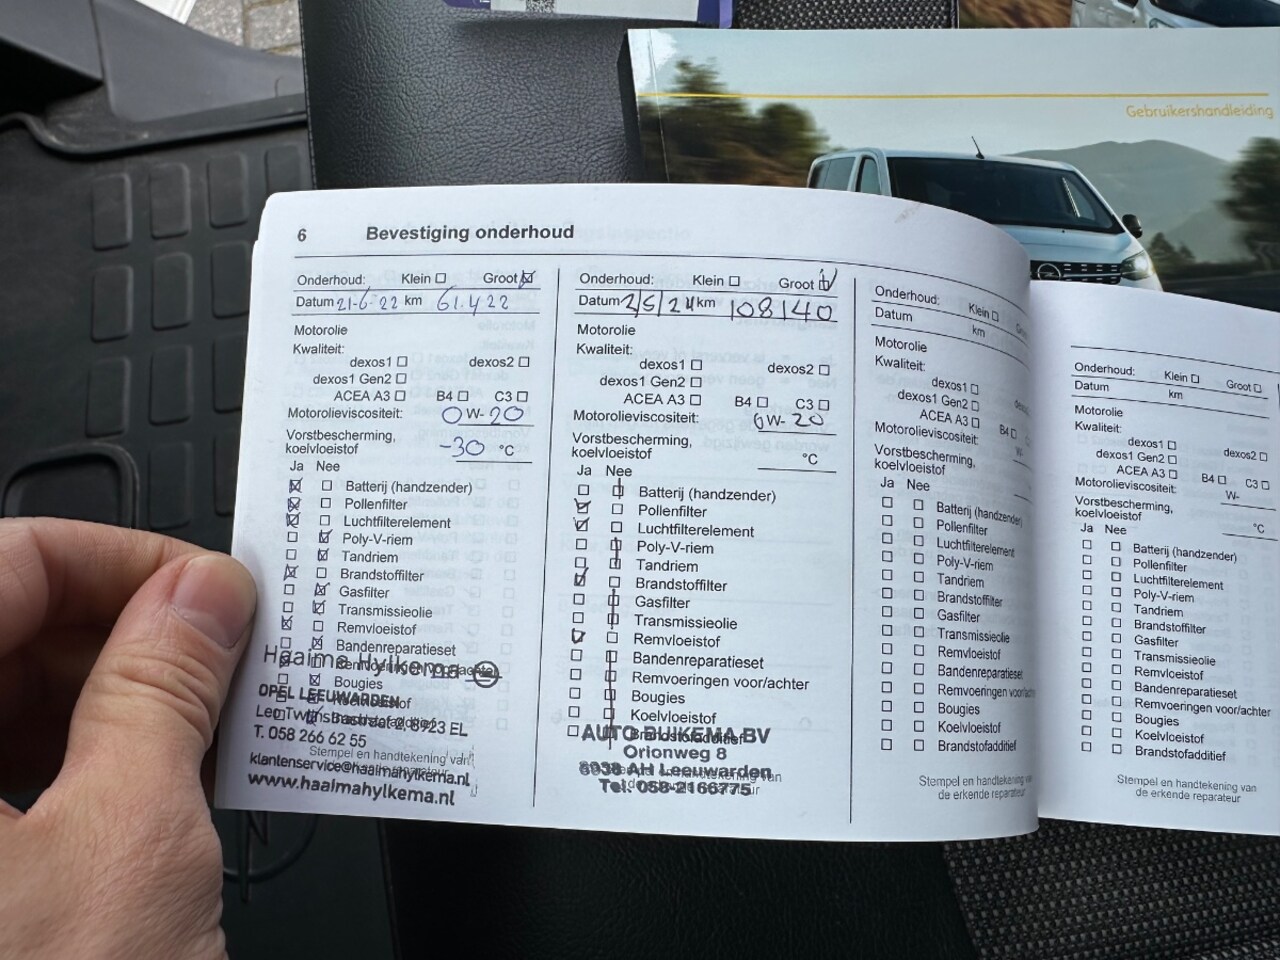 Gebruikershandleiding
6 Bevestiging onderhoud
Onderhoud: Klein Groot
Datum 21-6-22 km 61.422
Motorolie
Kwaliteit:
dexos1 dexos2
dexos1 Gen2
ACEA A3 B4 C3
Motorolieviscositeit: 0W-20
Vorstbescherming,
koelvloeistof -30 °C
Ja Nee
Batterij (handzender)
Pollenfilter
Luchtfilterelement
Poly-V-riem
Tandriem
Brandstoffilter
Gasfilter
Transmissieolie
Remvloeistof
Bandenreparatieset
Haaima Hylkema
Bougies
OPEL LEEUWARDEN
8923 EL
T. 058 266 62 55
Stempel en handtekening van
klantenservice@haaimahylkema.nl
www.haaimahylkema.nl
Onderhoud: Klein Groot
Datum 2/5/24 km 108140
Motorolie
Kwaliteit:
dexos1 dexos2
dexos1 Gen2
ACEA A3 B4 C3
Motorolieviscositeit: 0W-20
Vorstbescherming,
koelvloeistof °C
Ja Nee
Batterij (handzender)
Pollenfilter
Luchtfilterelement
Poly-V-riem
Tandriem
Brandstoffilter
Gasfilter
Transmissieolie
Remvloeistof
Bandenreparatieset
Remvoeringen voor/achter
Bougies
Koelvloeistof
Brandstofadditief
AUTO BIJKEMA BV
Orionweg 8
8938 AH Leeuwarden
Tel. 058-2166775
Onderhoud: Klein
Datum km
Motorolie
Kwaliteit:
dexos1
dexos1 Gen2
ACEA A3 B4
Motorolieviscositeit:
Vorstbescherming,
koelvloeistof
Ja Nee
Batterij (handzender)
Pollenfilter
Luchtfilterelement
Poly-V-riem
Tandriem
Brandstoffilter
Gasfilter
Transmissieolie
Remvloeistof
Bandenreparatieset
Remvoeringen voor/achter
Bougies
Koelvloeistof
Brandstofadditief
Stempel en handtekening van
de erkende reparateur
Onderhoud: Klein Groot
Datum km
Motorolie
Kwaliteit:
dexos1 dexos2
dexos1 Gen2
ACEA A3 B4 C3
Motorolieviscositeit: W-
Vorstbescherming,
koelvloeistof °C
Ja Nee
Batterij (handzender)
Pollenfilter
Luchtfilterelement
Poly-V-riem
Tandriem
Brandstoffilter
Gasfilter
Transmissieolie
Remvloeistof
Bandenreparatieset
Remvoeringen voor/achter
Bougies
Koelvloeistof
Brandstofadditief
Stempel en handtekening van
de erkende reparateur